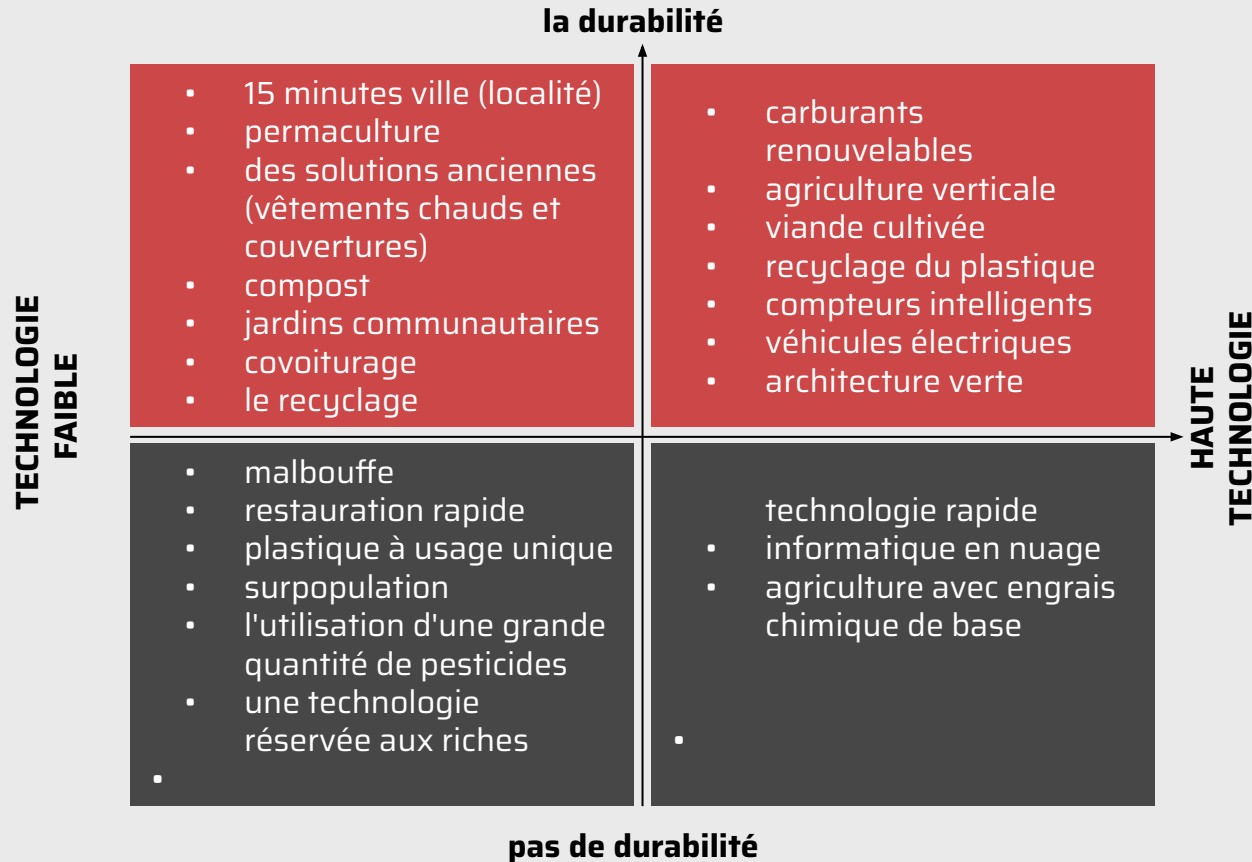 la durabilité
TECHNOLOGIE
FAIBLE
▪ 15 minutes ville (localité)
▪ permaculture
▪ des solutions anciennes
(vêtements chauds et
couvertures)
▪ compost
▪ jardins communautaires
▪ covoiturage
▪ le recyclage
▪ carburants
renouvelables
▪ agriculture verticale
▪ viande cultivée
▪ recyclage du plastique
▪ compteurs intelligents
▪ véhicules électriques
▪ architecture verte
HAUTE
TECHNOLOGIE
▪ malbouffe
▪ restauration rapide
▪ plastique à usage unique
▪ surpopulation
▪ l'utilisation d'une grande
quantité de pesticides
▪ une technologie
réservée aux riches
technologie rapide
▪ informatique en nuage
▪ agriculture avec engrais
chimique de base
pas de durabilité